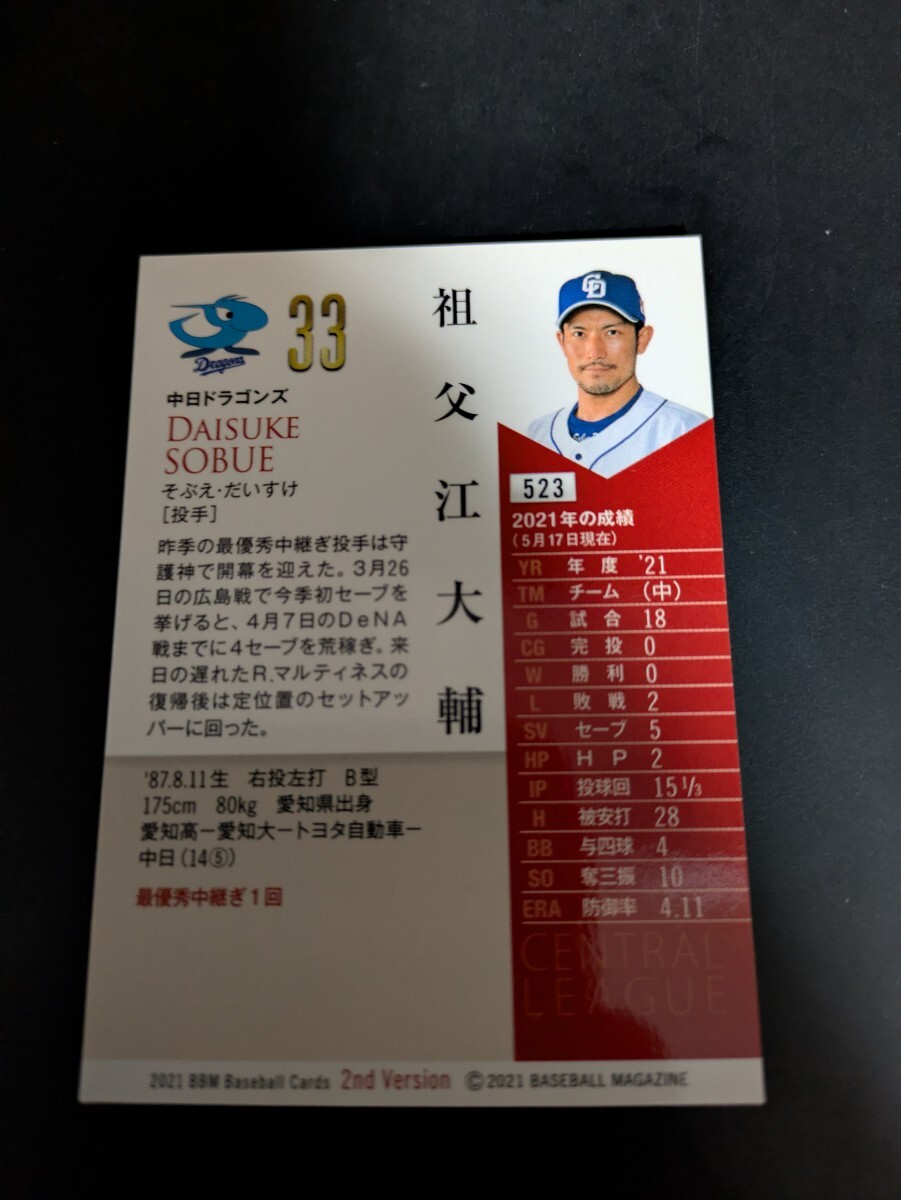 Dragons
33
中日ドラゴンズ
DAISUKE
SOBUE
そぶえ・だいすけ
［投手］
祖父江大輔
昨季の最優秀中継ぎ投手は守
護神で開幕を迎えた。3月26
日の広島戦で今季初セーブを
挙げると、4月7日のDeNA
戦までに4セーブを荒稼ぎ。来
日の遅れたR.マルティネスの
復帰後は定位置のセットアッ
パーに回った。
'87.8.11生　右投左打　B型
175cm　80kg　愛知県出身
愛知高ー愛知大ートヨタ自動車ー
中日（14⑤）
最優秀中継ぎ1回
CD
523
2021年の成績
（5月17日現在）
YR 年度 '21
TM チーム （中）
G 試合 18
CG 完投 0
W 勝利 0
L 敗戦 2
SV セーブ 5
HP HP 2
IP 投球回 15 1/3
H 被安打 28
BB 与四球 4
SO 奪三振 10
ERA 防御率 4.11
CENTRAL
LEAGUE
2021 BBM Baseball Cards 2nd Version ©2021 BASEBALL MAGAZINE